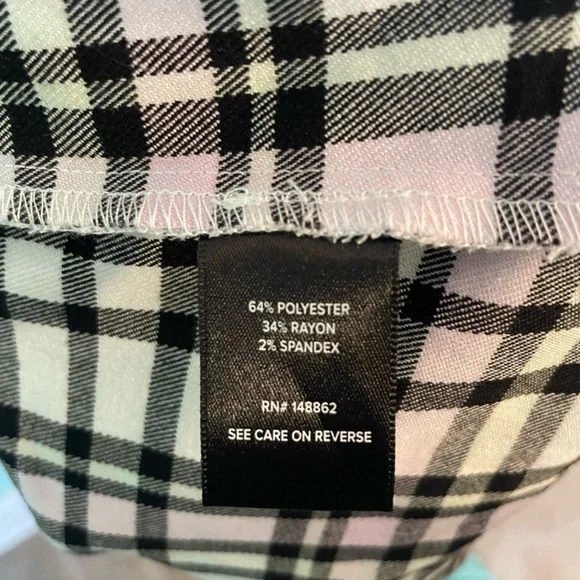 64% POLYESTER
34% RAYON
2% SPANDEX
RN# 148862
SEE CARE ON REVERSE